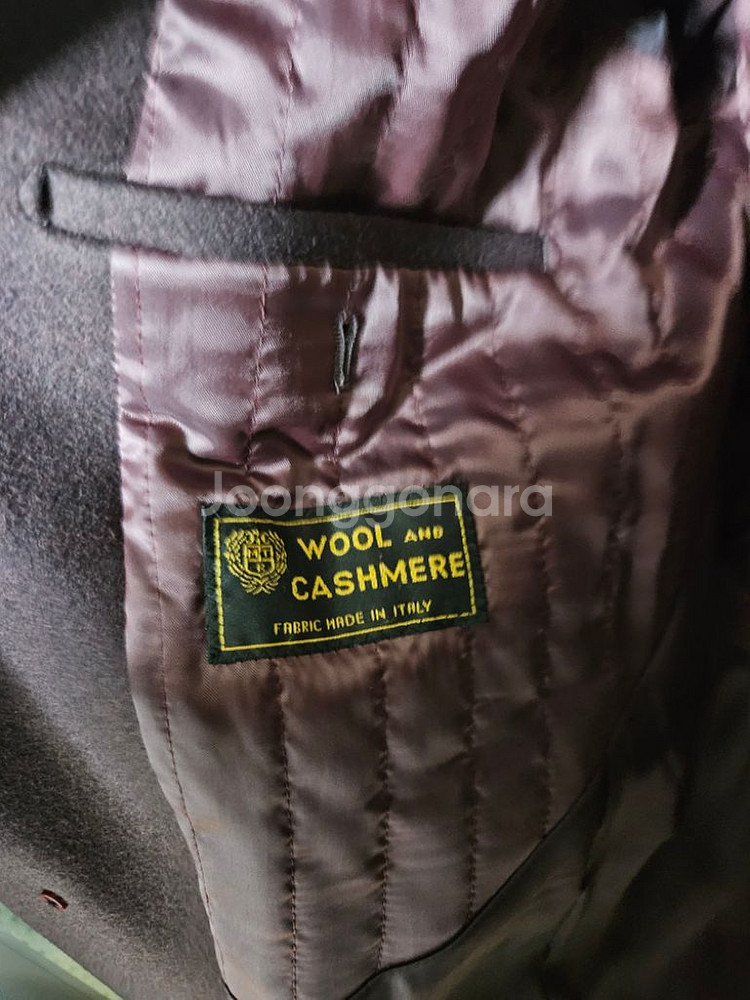 Joonggonara
WOOL AND
CASHMERE
FABRIC MADE IN ITALY